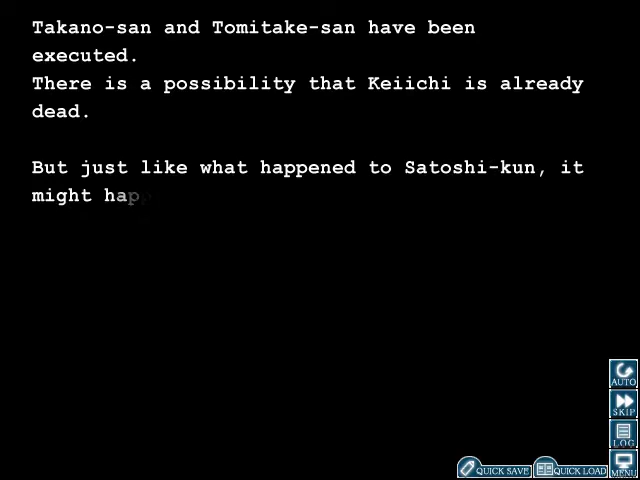 Takano-san and Tomitake-san have been
executed.
There is a possibility that Keiichi is already
dead.
But just like what happened to Satoshi-kun, it
might happ
AUTO
SKIP
LOG
MENU
QUICK SAVE
QUICK LOAD